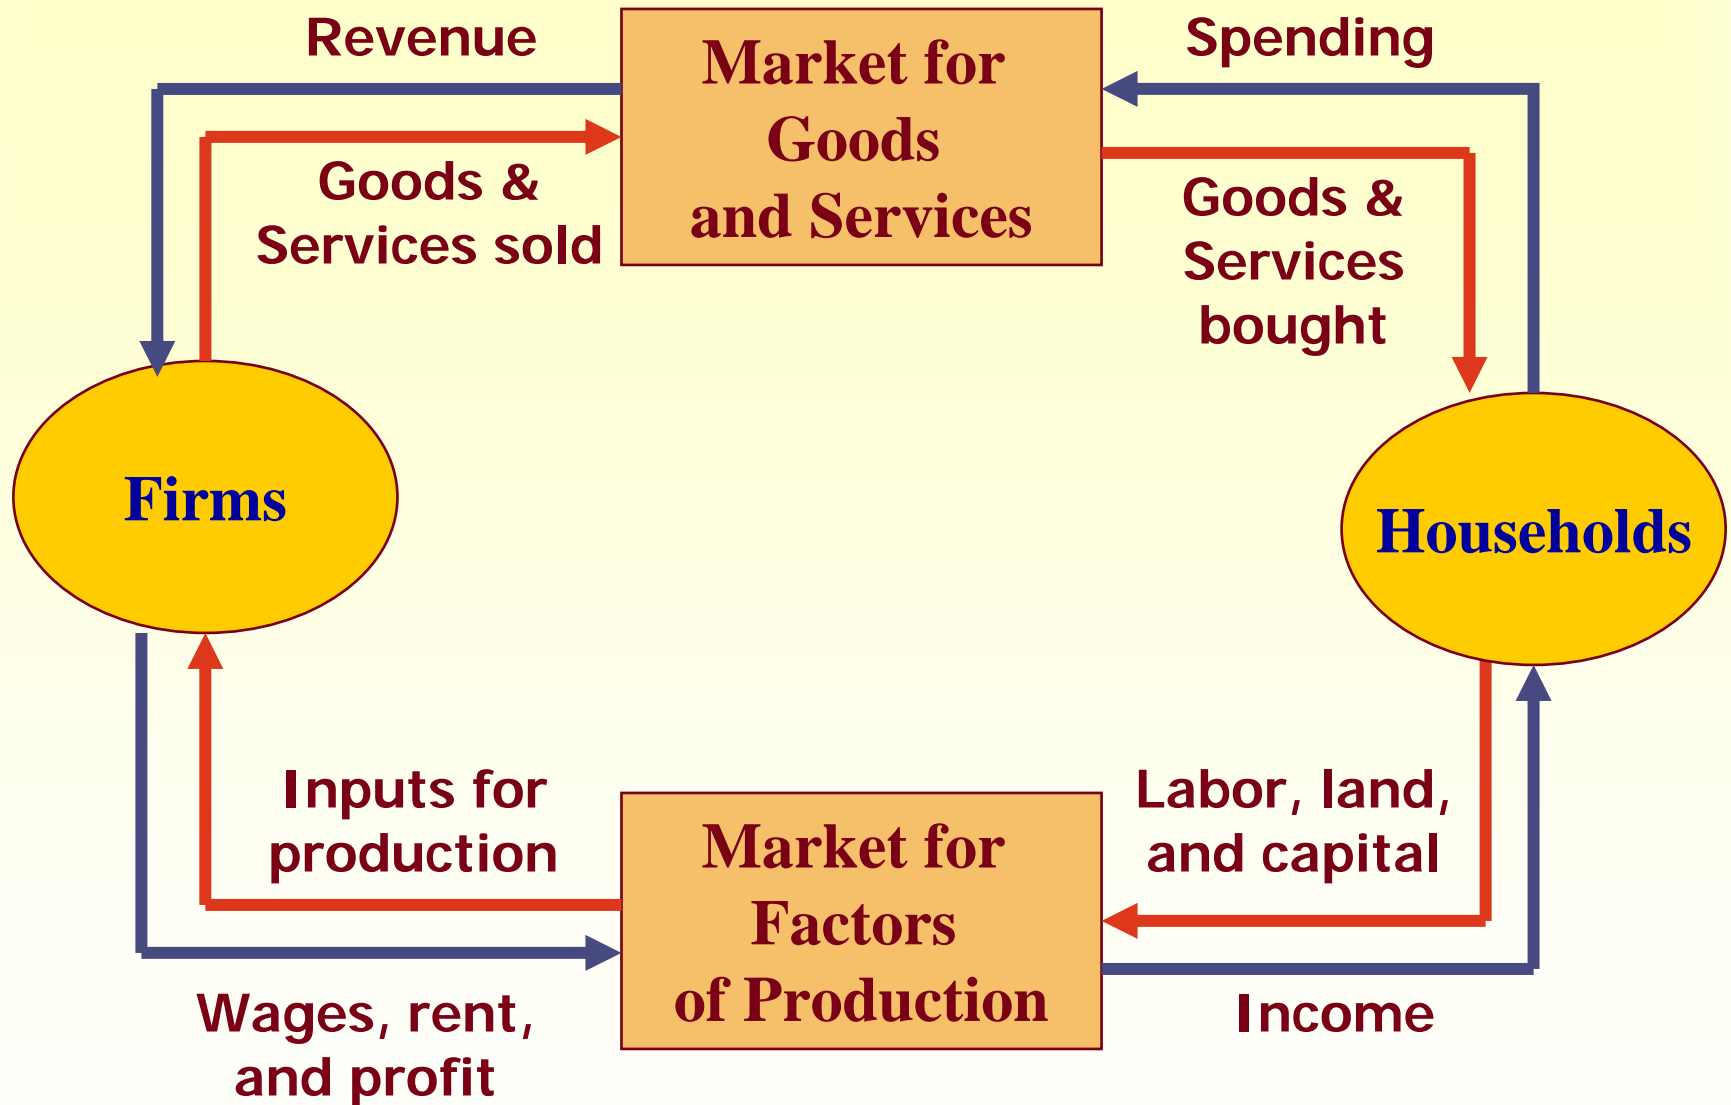 Revenue
Market for
Goods
and Services
Spending
Goods &
Services sold
Goods &
Services
bought
Firms
Households
Inputs for
production
Market for
Factors
of Production
Labor, land,
and capital
Wages, rent,
and profit
Income